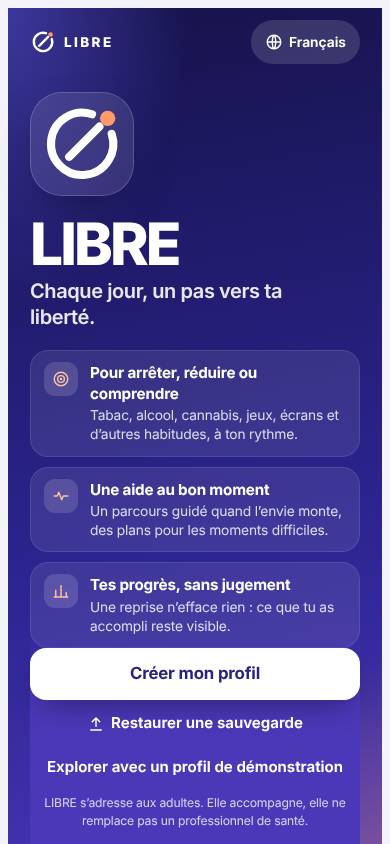 LIBRE
Français
LIBRE
Chaque jour, un pas vers ta
liberté.
Pour arrêter, réduire ou
comprendre
Tabac, alcool, cannabis, jeux, écrans et
d’autres habitudes, à ton rythme.
Une aide au bon moment
Un parcours guidé quand l’envie monte,
des plans pour les moments difficiles.
Tes progrès, sans jugement
Une reprise n’efface rien : ce que tu as
accompli reste visible.
Créer mon profil
Restaurer une sauvegarde
Explorer avec un profil de démonstration
LIBRE s’adresse aux adultes. Elle accompagne, elle ne
remplace pas un professionnel de santé.